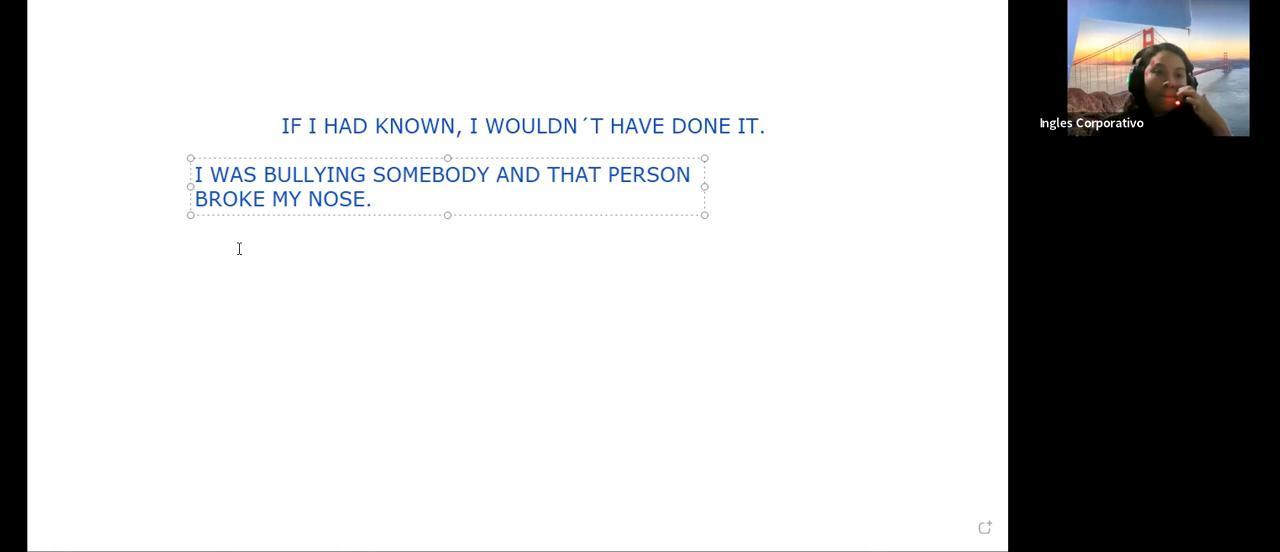 IF I HAD KNOWN, I WOULDN´T HAVE DONE IT.
I WAS BULLYING SOMEBODY AND THAT PERSON
BROKE MY NOSE.
Ingles Corporativo